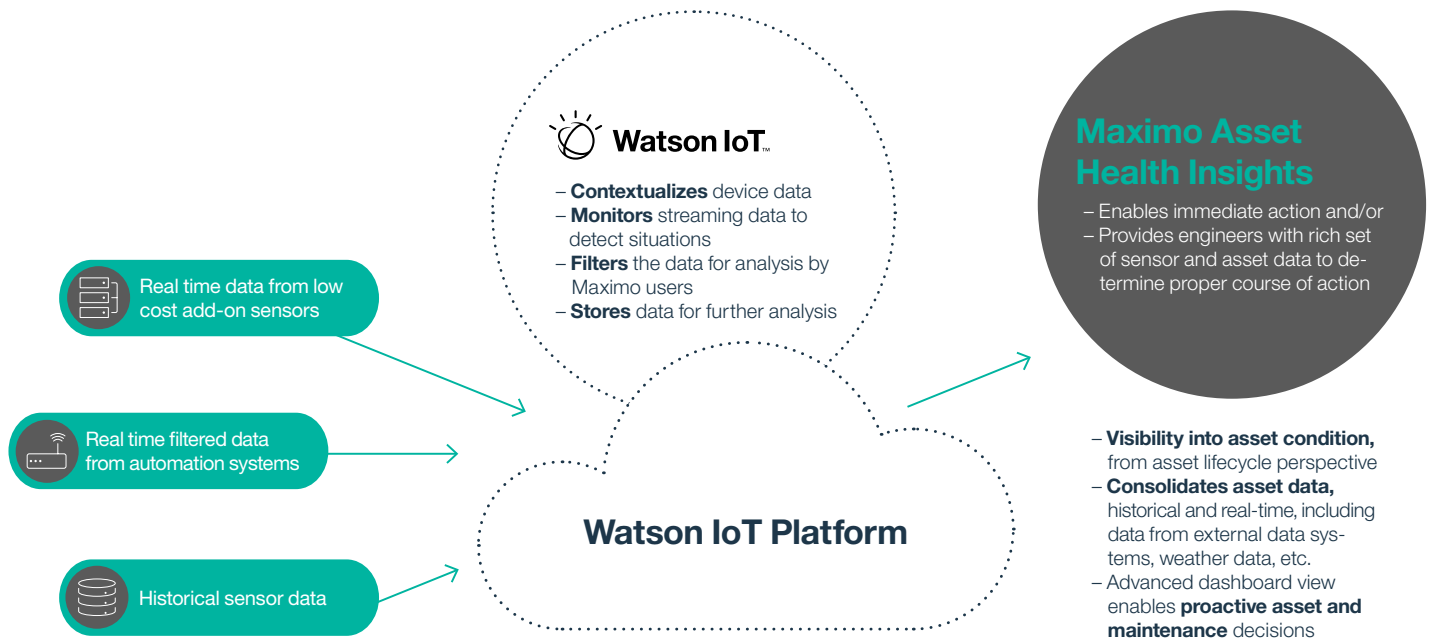 Watson IoT™
– Contextualizes device data
– Monitors streaming data to
detect situations
– Filters the data for analysis by
Maximo users
– Stores data for further analysis
Maximo Asset
Health Insights
– Enables immediate action and/or
– Provides engineers with rich set
of sensor and asset data to de-
termine proper course of action
Real time data from low
cost add-on sensors
Real time filtered data
from automation systems
Historical sensor data
Watson IoT Platform
– Visibility into asset condition,
from asset lifecycle perspective
– Consolidates asset data,
historical and real-time, including
data from external data sys-
tems, weather data, etc.
– Advanced dashboard view
enables proactive asset and
maintenance decisions